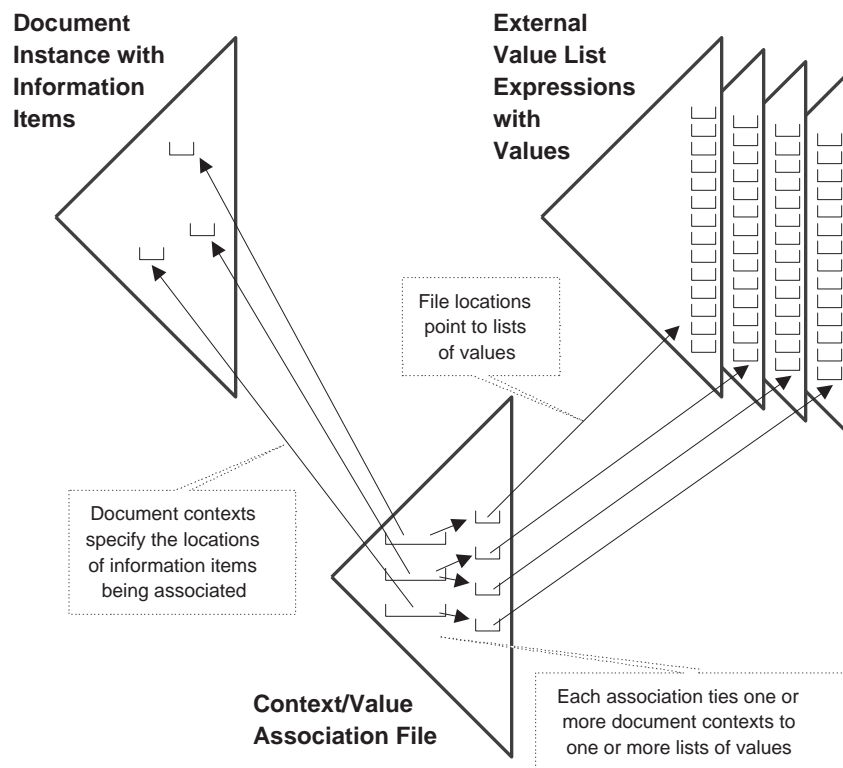 Document
Instance with
Information
Items
External
Value List
Expressions
with
Values
File locations
point to lists
of values
Document contexts
specify the locations
of information items
being associated
Context/Value
Association File
Each association ties one or
more document contexts to
one or more lists of values